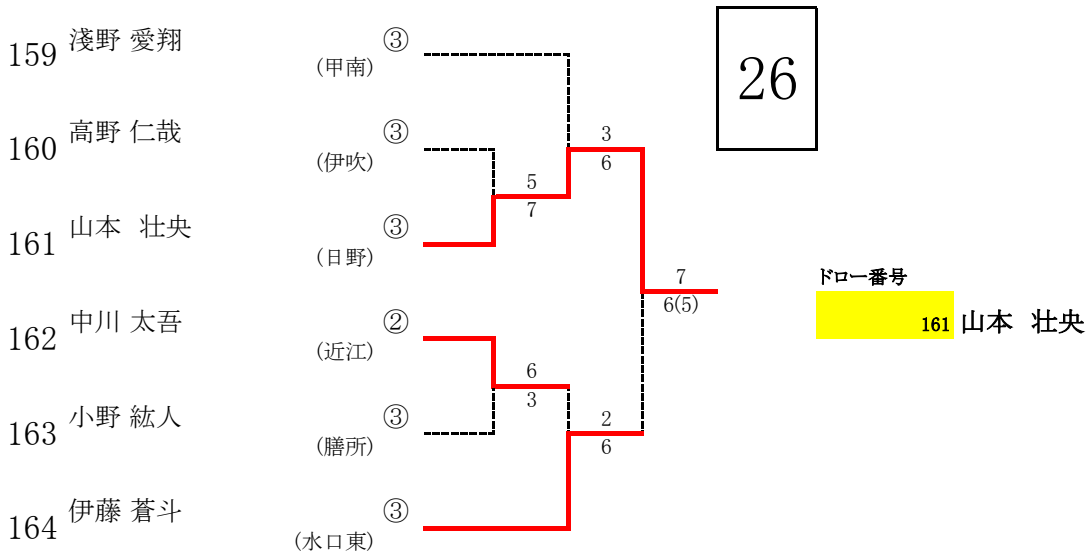 26
159 淺野 愛翔 ③
(甲南)
160 高野 仁哉 ③
(伊吹)
3
6
5
7
161 山本 壮央 ③
(日野)
7
6(5)
ドロー番号
161 山本 壮央
162 中川 太吾 ②
(近江)
6
3
163 小野 紘人 ③
(膳所)
2
6
164 伊藤 蒼斗 ③
(水口東)